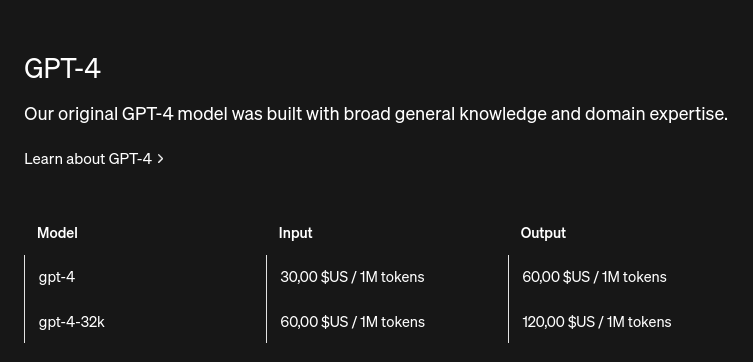 GPT-4
Our original GPT-4 model was built with broad general knowledge and domain expertise.
Learn about GPT-4 >
Model Input Output
gpt-4 30,00 $US / 1M tokens 60,00 $US / 1M tokens
gpt-4-32k 60,00 $US / 1M tokens 120,00 $US / 1M tokens